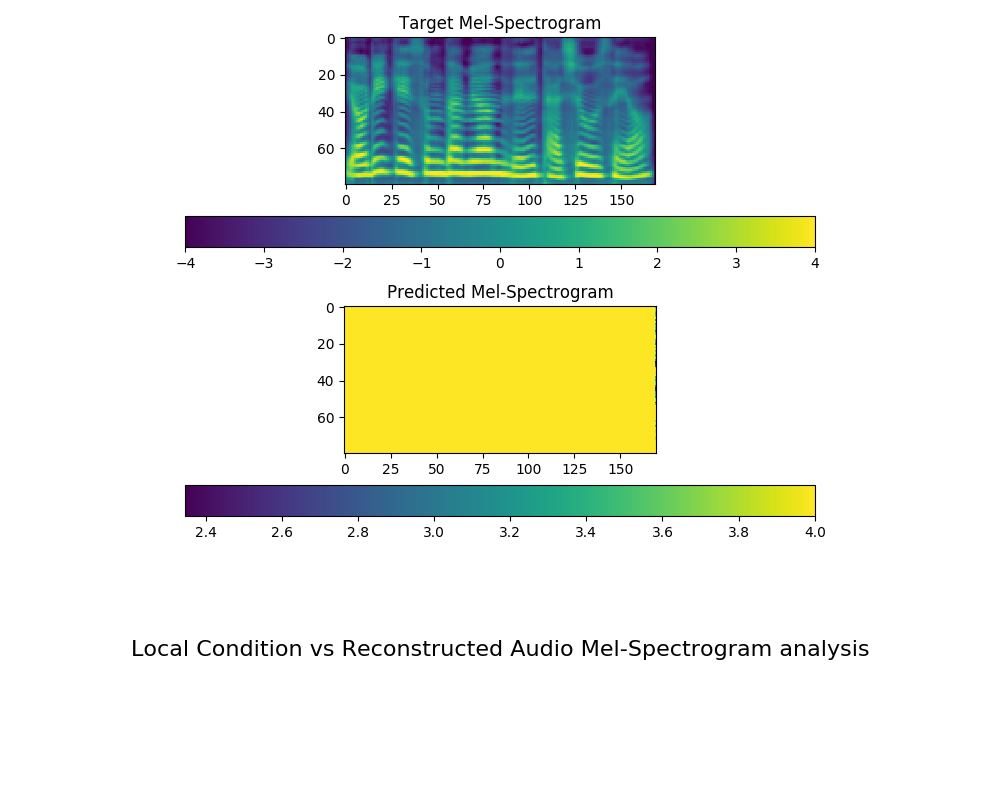 Target Mel-Spectrogram
0
20
40
60
0 25 50 75 100 125 150
−4 −3 −2 −1 0 1 2 3 4
Predicted Mel-Spectrogram
0
20
40
60
0 25 50 75 100 125 150
2.4 2.6 2.8 3.0 3.2 3.4 3.6 3.8 4.0
Local Condition vs Reconstructed Audio Mel-Spectrogram analysis